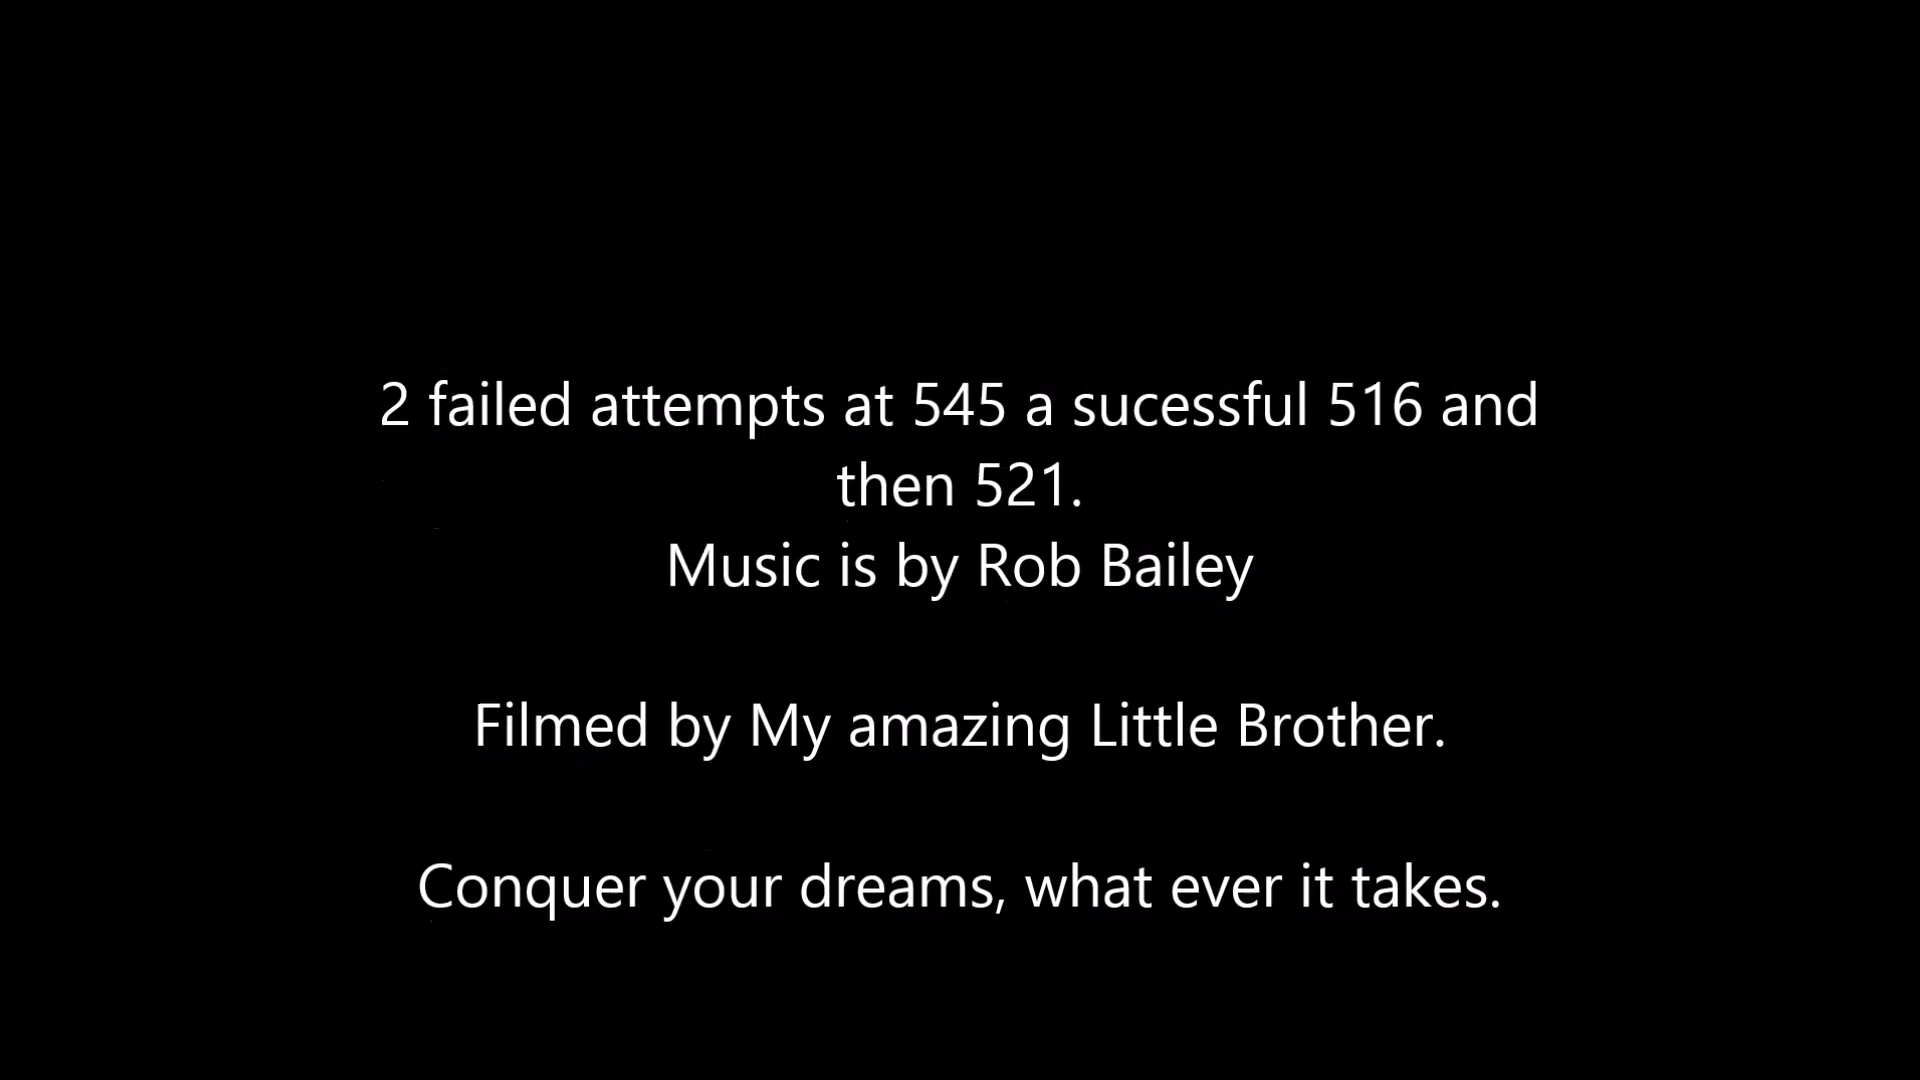 2 failed attempts at 545 a sucessful 516 and
then 521.
Music is by Rob Bailey
Filmed by My amazing Little Brother.
Conquer your dreams, what ever it takes.